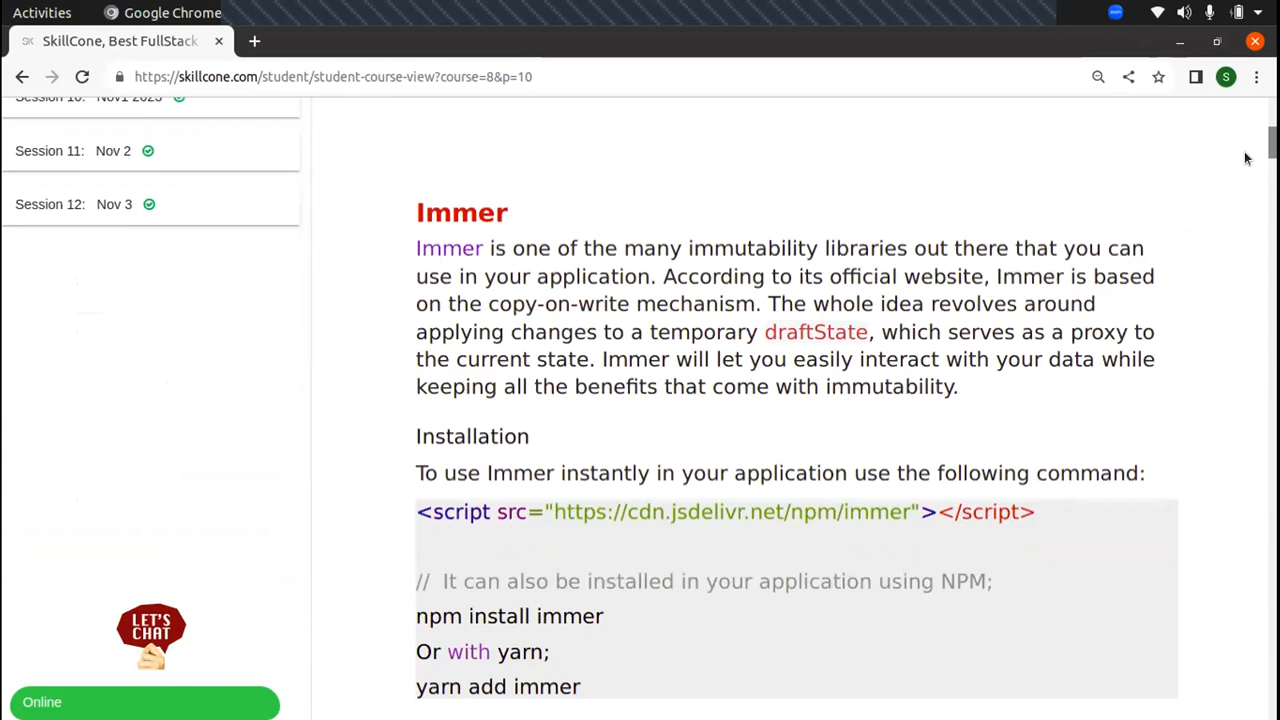 Activities
Google Chrome
SkillCone, Best FullStack
https://skillcone.com/student/student-course-view?course=8&p=10
S
Session 10: Nov1 2023
Session 11: Nov 2
Session 12: Nov 3
Immer
Immer is one of the many immutability libraries out there that you can
use in your application. According to its official website, Immer is based
on the copy-on-write mechanism. The whole idea revolves around
applying changes to a temporary draftState, which serves as a proxy to
the current state. Immer will let you easily interact with your data while
keeping all the benefits that come with immutability.
Installation
To use Immer instantly in your application use the following command:
<script src="https://cdn.jsdelivr.net/npm/immer"></script>
// It can also be installed in your application using NPM;
npm install immer
Or with yarn;
yarn add immer
LET'S
CHAT
Online